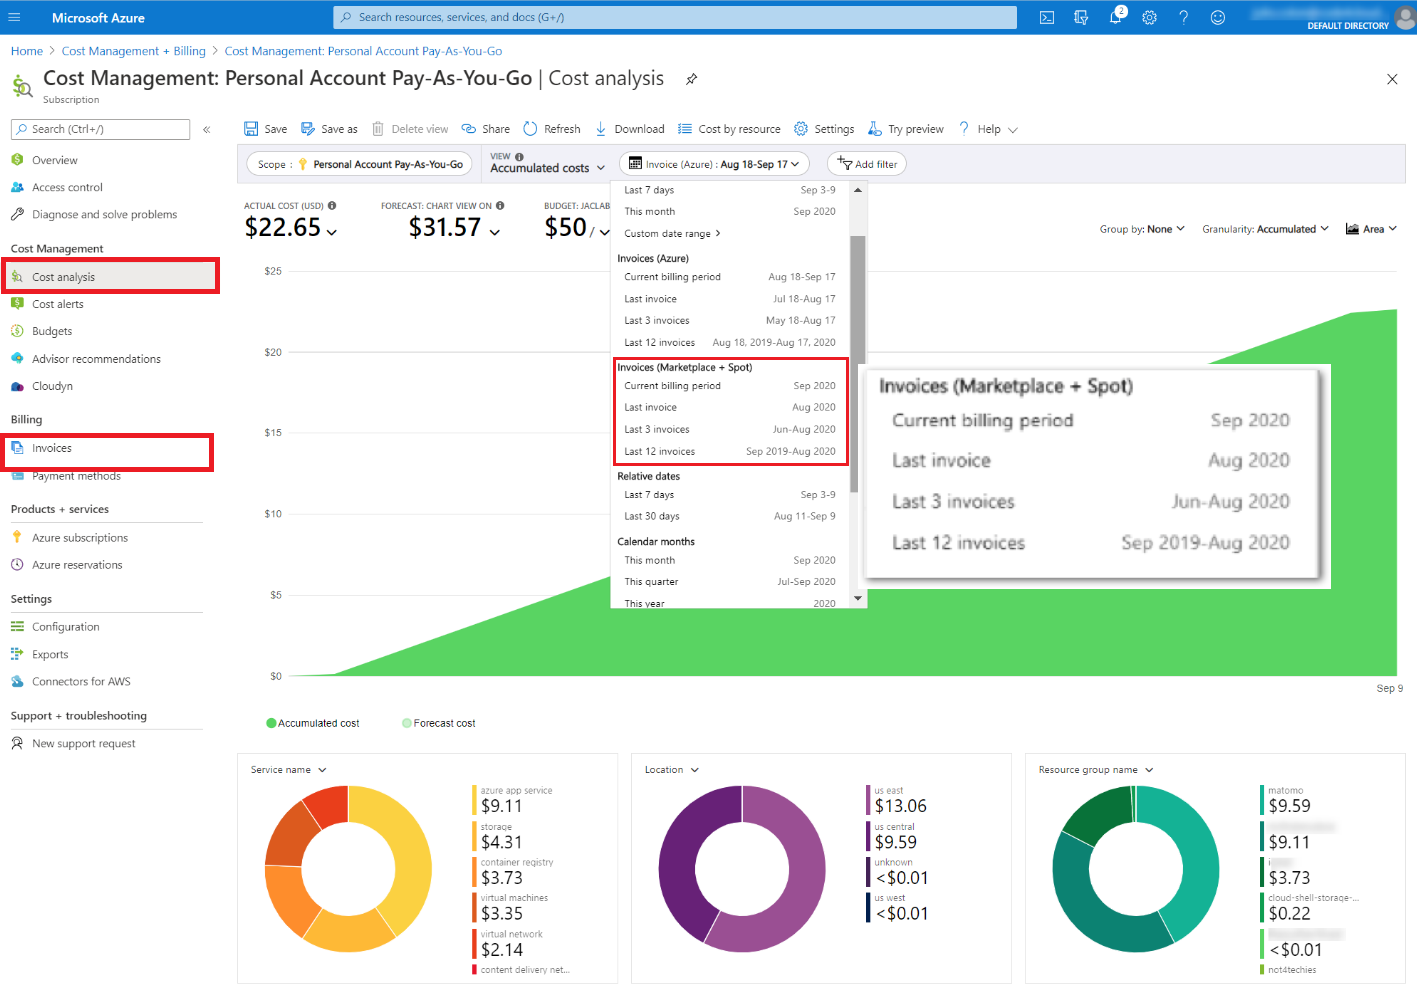 Microsoft Azure
Search resources, services, and docs (G+/)
2
DEFAULT DIRECTORY
Home > Cost Management + Billing > Cost Management: Personal Account Pay-As-You-Go
Cost Management: Personal Account Pay-As-You-Go | Cost analysis
Subscription
Search (Ctrl+/)
Overview
Access control
Diagnose and solve problems
Cost Management
Cost analysis
Cost alerts
Budgets
Advisor recommendations
Cloudyn
Billing
Invoices
Payment methods
Products + services
Azure subscriptions
Azure reservations
Settings
Configuration
Exports
Connectors for AWS
Support + troubleshooting
New support request
Save Save as Delete view Share Refresh Download Cost by resource Settings Try preview Help
Scope : Personal Account Pay-As-You-Go
VIEW
Accumulated costs
Invoice (Azure) : Aug 18-Sep 17
Add filter
ACTUAL COST (USD)
$22.65
FORECAST: CHART VIEW ON
$31.57
BUDGET: JACLAB
$50 /
Group by: None Granularity: Accumulated Area
$25
$20
$15
$10
$5
$0
Sep 9
Last 7 days Sep 3-9
This month Sep 2020
Custom date range >
Invoices (Azure)
Current billing period Aug 18-Sep 17
Last invoice Jul 18-Aug 17
Last 3 invoices May 18-Aug 17
Last 12 invoices Aug 18, 2019-Aug 17, 2020
Invoices (Marketplace + Spot)
Current billing period Sep 2020
Last invoice Aug 2020
Last 3 invoices Jun-Aug 2020
Last 12 invoices Sep 2019-Aug 2020
Relative dates
Last 7 days Sep 3-9
Last 30 days Aug 11-Sep 9
Calendar months
This month Sep 2020
This quarter Jul-Sep 2020
This year 2020
Invoices (Marketplace + Spot)
Current billing period Sep 2020
Last invoice Aug 2020
Last 3 invoices Jun-Aug 2020
Last 12 invoices Sep 2019-Aug 2020
Accumulated cost Forecast cost
Service name
azure app service
$9.11
storage
$4.31
container registry
$3.73
virtual machines
$3.35
virtual network
$2.14
content delivery net...
Location
us east
$13.06
us central
$9.59
unknown
<$0.01
us west
<$0.01
Resource group name
matomo
$9.59
$9.11
$3.73
cloud-shell-storage-...
$0.22
<$0.01
not4techies